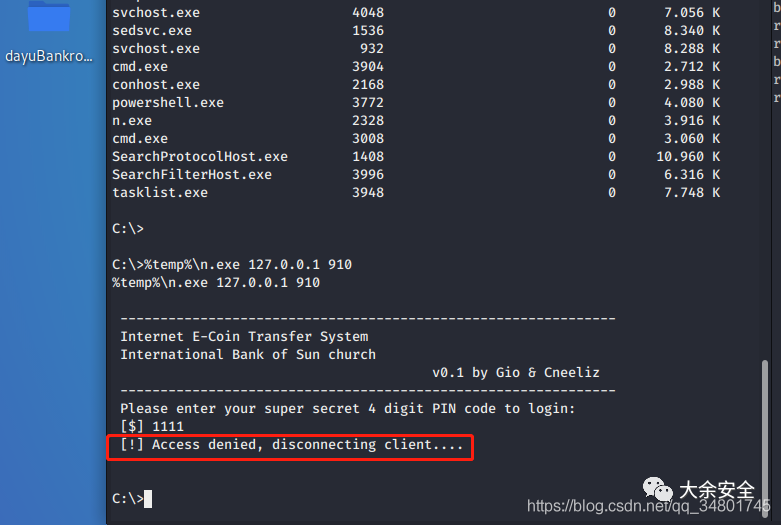 dayuBankro...
svchost.exe 4048 0 7.056 K
sedsvc.exe 1536 0 8.340 K
svchost.exe 932 0 8.288 K
cmd.exe 3904 0 2.712 K
conhost.exe 2168 0 2.988 K
powershell.exe 3772 0 4.080 K
n.exe 2328 0 3.916 K
cmd.exe 3008 0 3.060 K
SearchProtocolHost.exe 1408 0 10.960 K
SearchFilterHost.exe 3996 0 6.316 K
tasklist.exe 3948 0 7.748 K
C:\>
C:\>%temp%\n.exe 127.0.0.1 910
%temp%\n.exe 127.0.0.1 910
--------------------------------------------------------------
Internet E-Coin Transfer System
International Bank of Sun church
v0.1 by Gio & Cneeliz
--------------------------------------------------------------
Please enter your super secret 4 digit PIN code to login:
[$] 1111
[!] Access denied, disconnecting client....
C:\>
大余安全
https://blog.csdn.net/qq_34801745